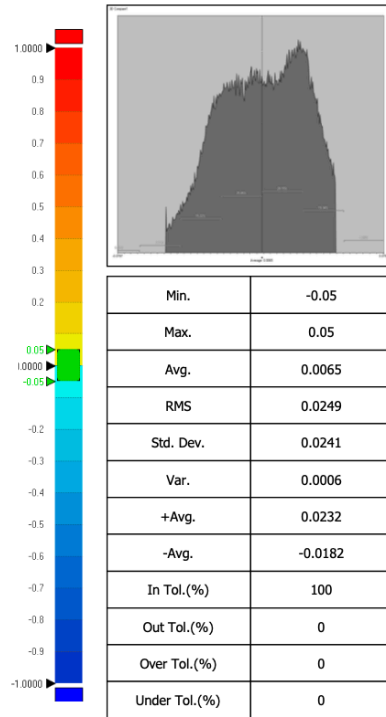 1.0000
0.9
0.8
0.7
0.6
0.5
0.4
0.3
0.2
0.05
0.0000
-0.05
-0.2
-0.3
-0.4
-0.5
-0.6
-0.7
-0.8
-0.9
-1.0000
Min. -0.05
Max. 0.05
Avg. 0.0065
RMS 0.0249
Std. Dev. 0.0241
Var. 0.0006
+Avg. 0.0232
-Avg. -0.0182
In Tol.(%) 100
Out Tol.(%) 0
Over Tol.(%) 0
Under Tol.(%) 0